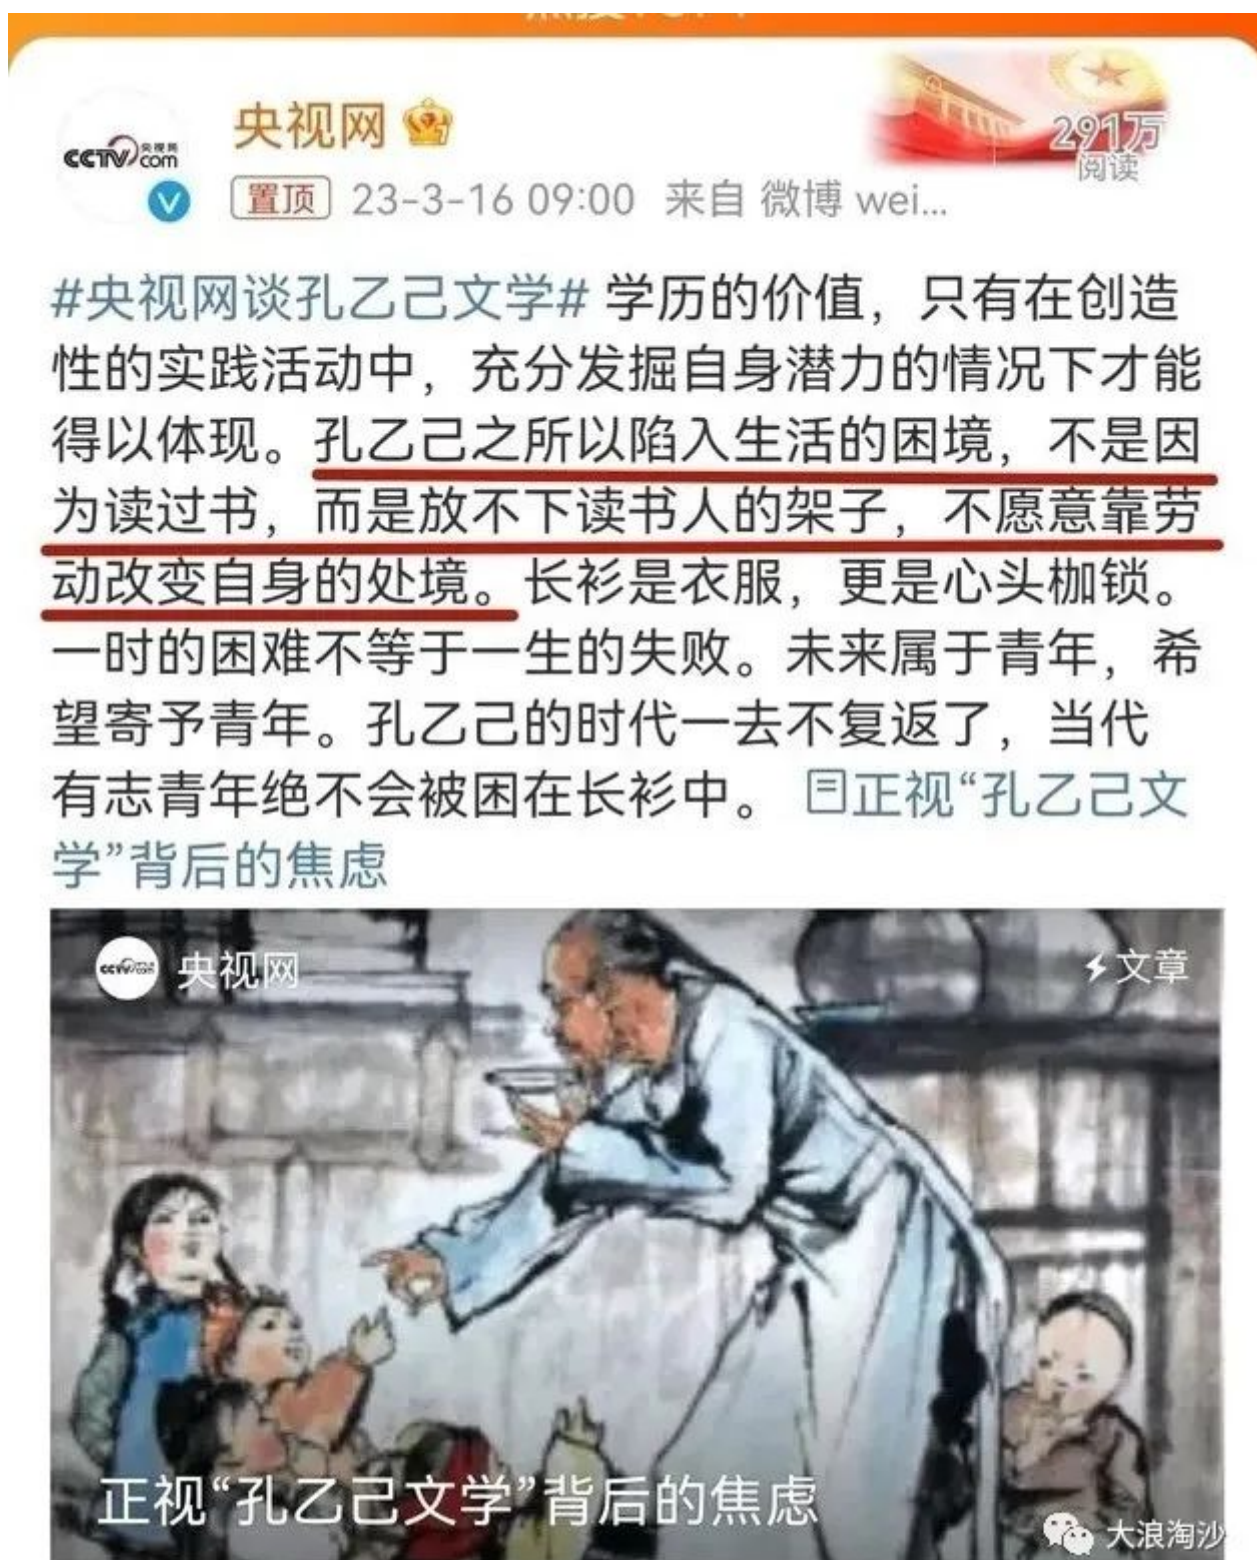 央视网
CCTV 央视网
com
291万
阅读
置顶 23-3-16 09:00 来自 微博 wei...
#央视网谈孔乙己文学# 学历的价值，只有在创造
性的实践活动中，充分发掘自身潜力的情况下才能
得以体现。孔乙己之所以陷入生活的困境，不是因
为读过书，而是放不下读书人的架子，不愿意靠劳
动改变自身的处境。长衫是衣服，更是心头枷锁。
一时的困难不等于一生的失败。未来属于青年，希
望寄予青年。孔乙己的时代一去不复返了，当代
有志青年绝不会被困在长衫中。 正视“孔乙己文
学”背后的焦虑
CCTV com 央视网
文章
正视“孔乙己文学”背后的焦虑
大浪淘沙